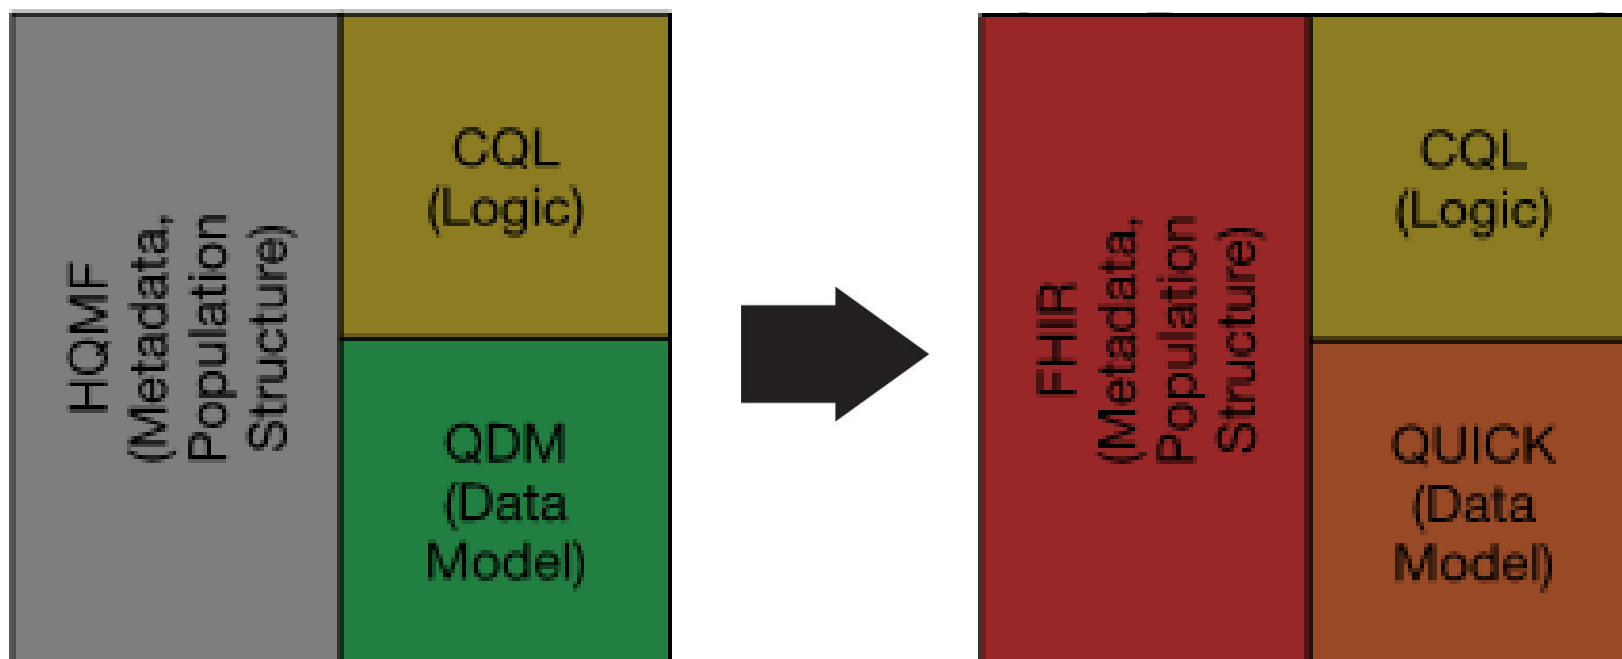 HQMF
(Metadata,
Population
Structure)
CQL
(Logic)
QDM
(Data
Model)
FHIR
(Metadata,
Population
Structure)
CQL
(Logic)
QUICK
(Data
Model)